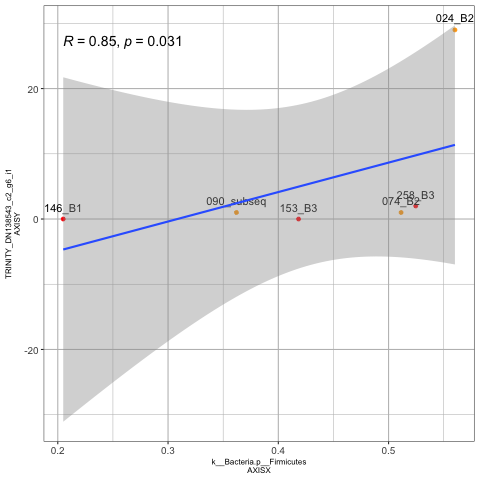 024_B2
R = 0.85, p = 0.031
20
258_B3
090_subseq
074_B2
146_B1
153_B3
0
-20
0.2
0.3
0.4
0.5
TRINITY_DN138543_c2_g6_i1
AXISY
k__Bacteria.p__Firmicutes
AXISX